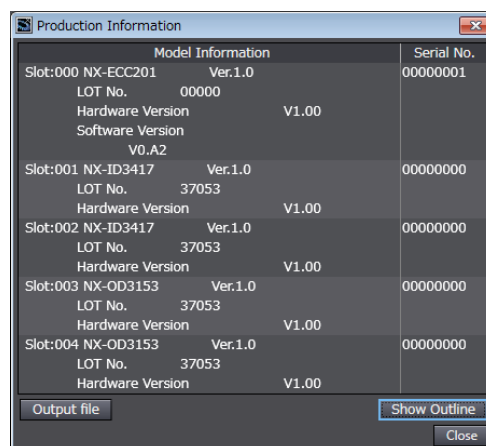 Production Information
Model Information Serial No.
Slot:000 NX-ECC201 Ver.1.0 00000001
LOT No. 00000
Hardware Version V1.00
Software Version
V0.A2
Slot:001 NX-ID3417 Ver.1.0 00000000
LOT No. 37053
Hardware Version V1.00
Slot:002 NX-ID3417 Ver.1.0 00000000
LOT No. 37053
Hardware Version V1.00
Slot:003 NX-OD3153 Ver.1.0 00000000
LOT No. 37053
Hardware Version V1.00
Slot:004 NX-OD3153 Ver.1.0 00000000
LOT No. 37053
Hardware Version V1.00
Output file Show Outline
Close